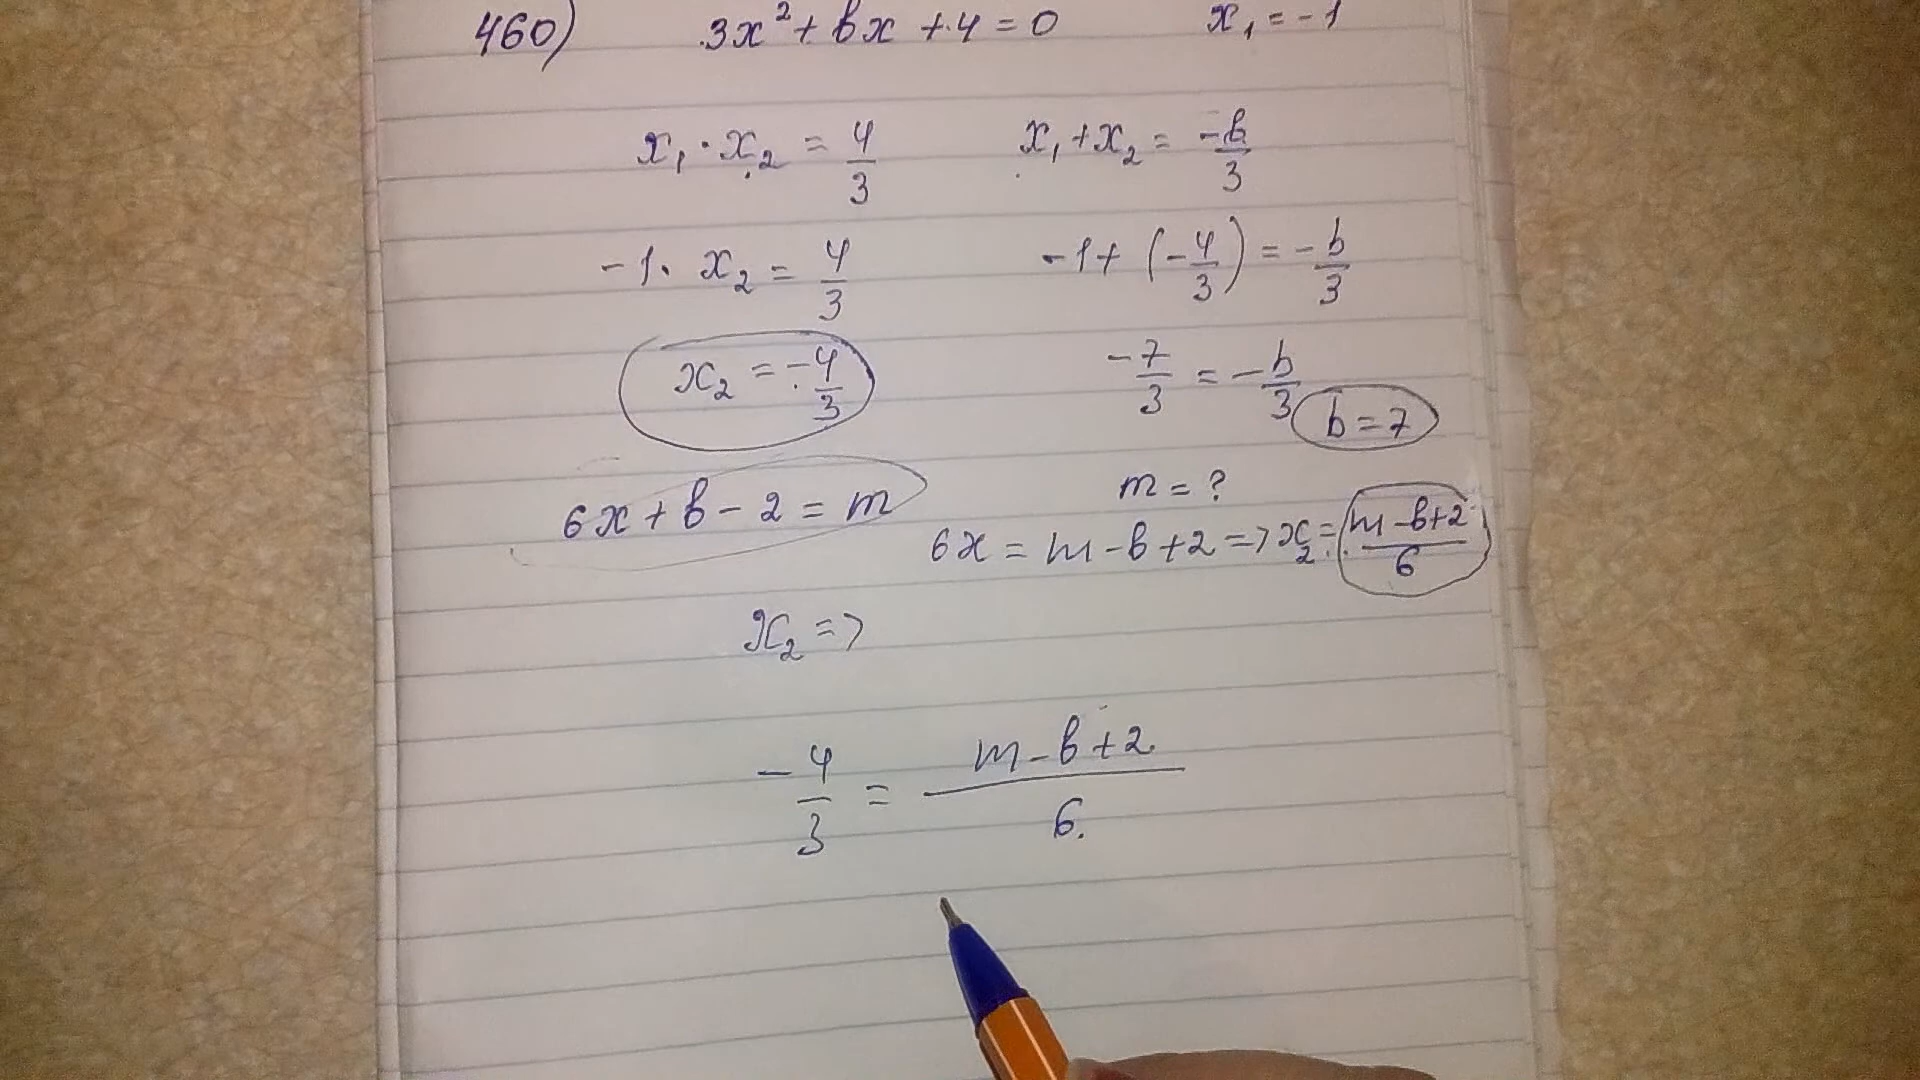 460) 3x² + bx + 4 = 0 x₁ = -1
x₁ · x₂ = 4/3 x₁ + x₂ = -b/3
-1 · x₂ = 4/3 -1 + (-4/3) = -b/3
x₂ = -4/3 -7/3 = -b/3 b = 7
6x + b - 2 = m m = ?
6x = m - b + 2 => x₂ = m - b + 2 / 6
x₂ =>
-4/3 = m - b + 2 / 6.